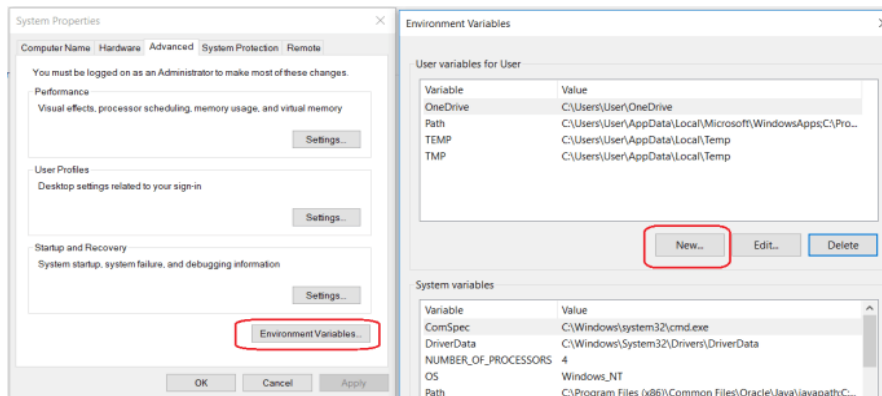 System Properties
Computer Name Hardware Advanced System Protection Remote
You must be logged on as an Administrator to make most of these changes.
Performance
Visual effects, processor scheduling, memory usage, and virtual memory
Settings...
User Profiles
Desktop settings related to your sign-in
Settings...
Startup and Recovery
System startup, system failure, and debugging information
Settings...
Environment Variables...
OK Cancel Apply
Environment Variables
User variables for User
Variable Value
OneDrive C:\Users\User\OneDrive
Path C:\Users\User\AppData\Local\Microsoft\WindowsApps;C:\Pro...
TEMP C:\Users\User\AppData\Local\Temp
TMP C:\Users\User\AppData\Local\Temp
New... Edit... Delete
System variables
Variable Value
ComSpec C:\Windows\system32\cmd.exe
DriverData C:\Windows\System32\Drivers\DriverData
NUMBER_OF_PROCESSORS 4
OS Windows_NT
Path C:\Program Files (x86)\Common Files\Oracle\Java\javapath;C:...